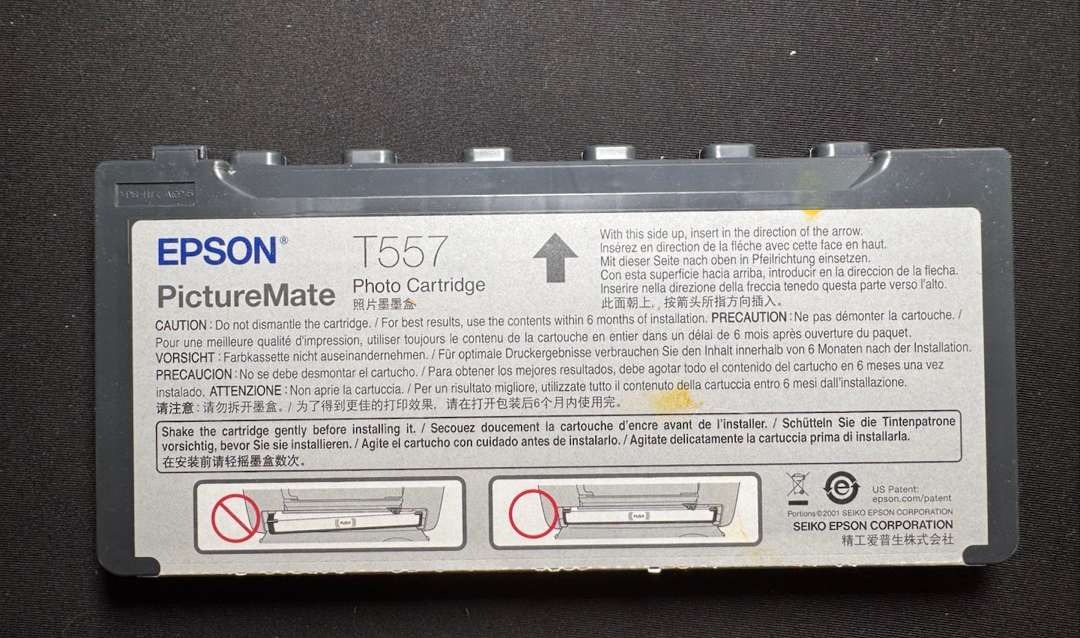 EPSON®
PictureMate
T557
Photo Cartridge
照片墨墨盒
With this side up, insert in the direction of the arrow.
Insérez en direction de la flèche avec cette face en haut.
Mit dieser Seite nach oben in Pfeilrichtung einsetzen.
Con esta superficie hacia arriba, introducir en la direccion de la flecha.
Inserire nella direzione della freccia tenedo questa parte verso l'alto.
此面朝上,按箭头所指方向插入。
CAUTION : Do not dismantle the cartridge. / For best results, use the contents within 6 months of installation. PRECAUTION : Ne pas démonter la cartouche. /
Pour une meilleure qualité d'impression, utiliser toujours le contenu de la cartouche en entier dans un délai de 6 mois après ouverture du paquet.
VORSICHT : Farbkassette nicht auseinandernehmen. / Für optimale Druckergebnisse verbrauchen Sie den Inhalt innerhalb von 6 Monaten nach der Installation.
PRECAUCION : No se debe desmontar el cartucho. / Para obtener los mejores resultados, debe agotar todo el contenido del cartucho en 6 meses una vez
instalado. ATTENZIONE : Non aprie la cartuccia. / Per un risultato migliore, utilizzate tutto il contenuto della cartuccia entro 6 mesi dall'installazione.
请注意 : 请勿拆开墨盒。/ 为了得到更佳的打印效果, 请在打开包装后6个月内使用完。
Shake the cartridge gently before installing it. / Secouez doucement la cartouche d'encre avant de l'installer. / Schütteln Sie die Tintenpatrone
vorsichtig, bevor Sie sie installieren. / Agite el cartucho con cuidado antes de instalarlo. / Agitate delicatamente la cartuccia prima di installarla.
在安装前请轻摇墨盒数次。
PUSH
PUSH
US Patent:
epson.com/patent
Portions©2001 SEIKO EPSON CORPORATION
SEIKO EPSON CORPORATION
精工爱普生株式会社